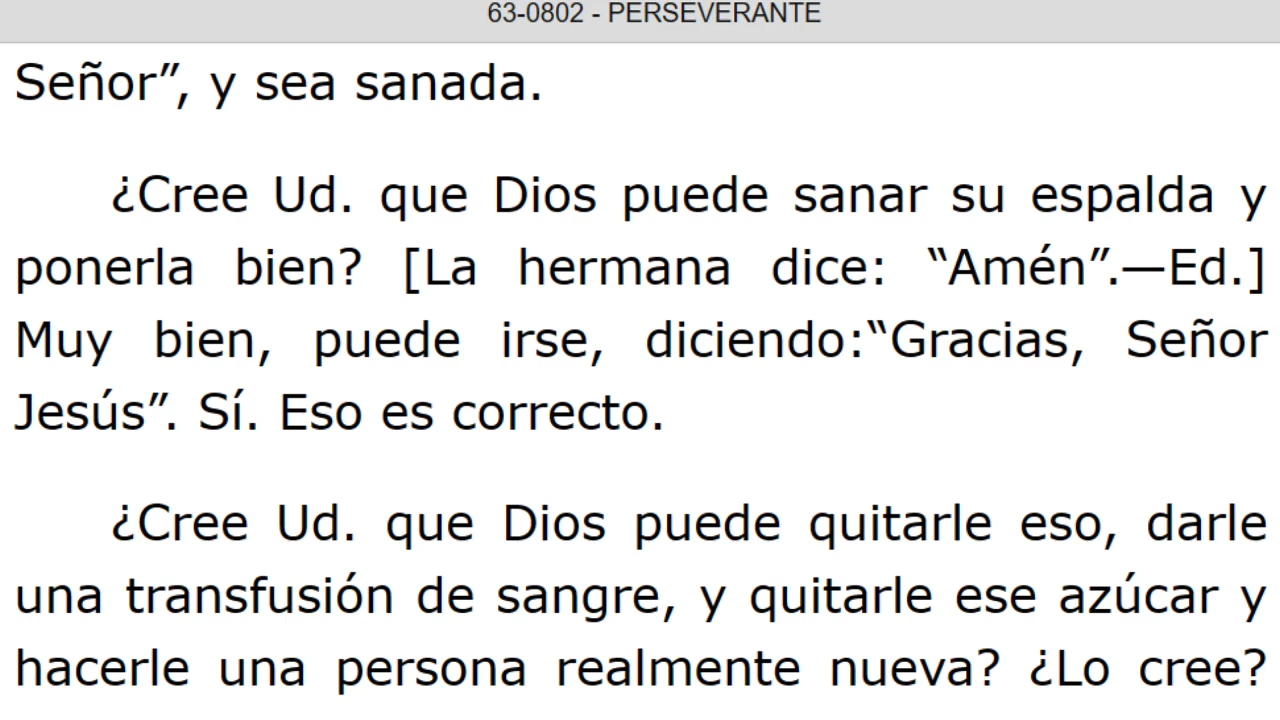 63-0802 - PERSEVERANTE
Señor”, y sea sanada.
¿Cree Ud. que Dios puede sanar su espalda y
ponerla bien? [La hermana dice: “Amén”.—Ed.]
Muy bien, puede irse, diciendo:“Gracias, Señor
Jesús”. Sí. Eso es correcto.
¿Cree Ud. que Dios puede quitarle eso, darle
una transfusión de sangre, y quitarle ese azúcar y
hacerle una persona realmente nueva? ¿Lo cree?